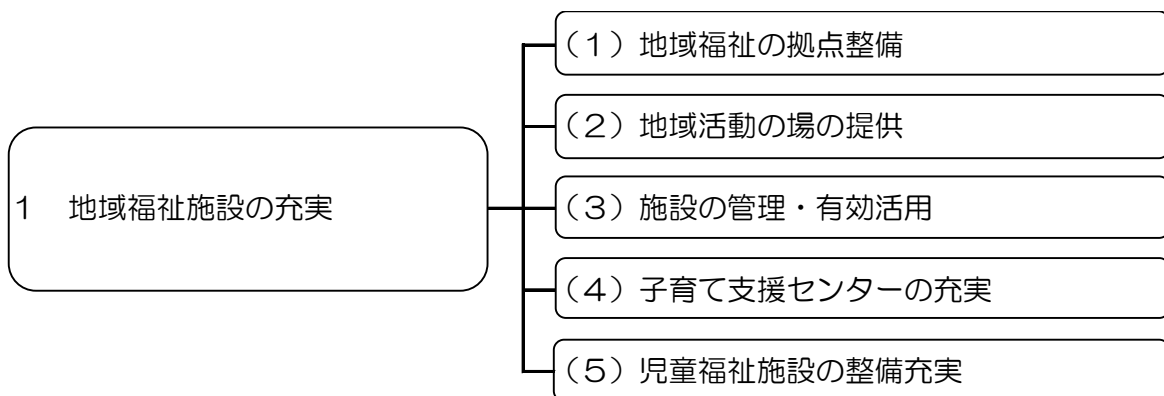 1　地域福祉施設の充実
（1）地域福祉の拠点整備
（2）地域活動の場の提供
（3）施設の管理・有効活用
（4）子育て支援センターの充実
（5）児童福祉施設の整備充実